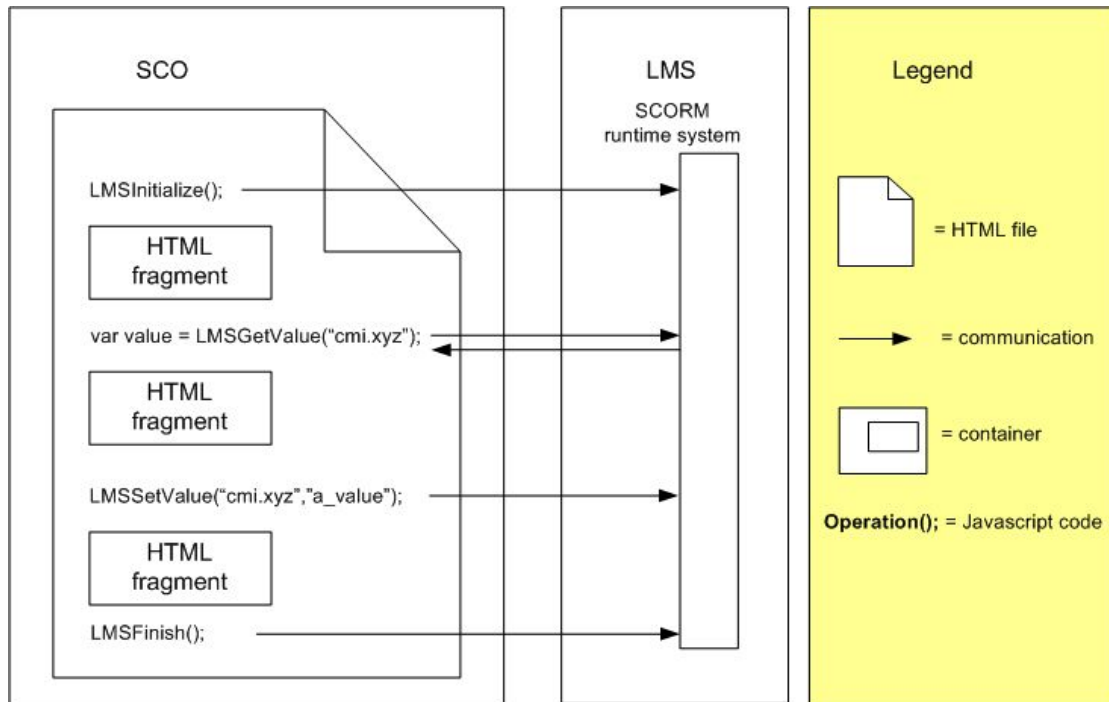 SCO
LMSInitialize();
HTML
fragment
var value = LMSGetValue(“cmi.xyz”);
HTML
fragment
LMSSetValue(“cmi.xyz”,”a_value”);
HTML
fragment
LMSFinish();
LMS
SCORM
runtime system
Legend
= HTML file
= communication
= container
Operation(); = Javascript code